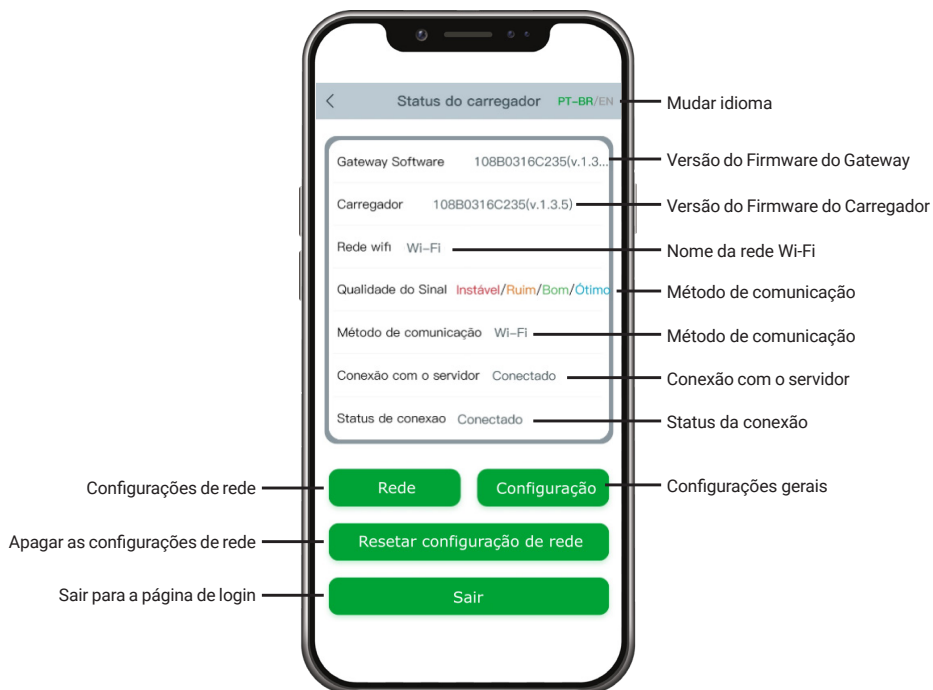 Status do carregador PT-BR/EN
Mudar idioma
Gateway Software 108B0316C235(v.1.3...
Versão do Firmware do Gateway
Carregador 108B0316C235(v.1.3.5)
Versão do Firmware do Carregador
Rede wifi Wi-Fi
Nome da rede Wi-Fi
Qualidade do Sinal Instável/Ruim/Bom/Ótimo
Método de comunicação
Método de comunicação Wi-Fi
Método de comunicação
Conexão com o servidor Conectado
Conexão com o servidor
Status de conexao Conectado
Status da conexão
Configurações de rede
Rede
Configuração
Configurações gerais
Apagar as configurações de rede
Resetar configuração de rede
Sair para a página de login
Sair